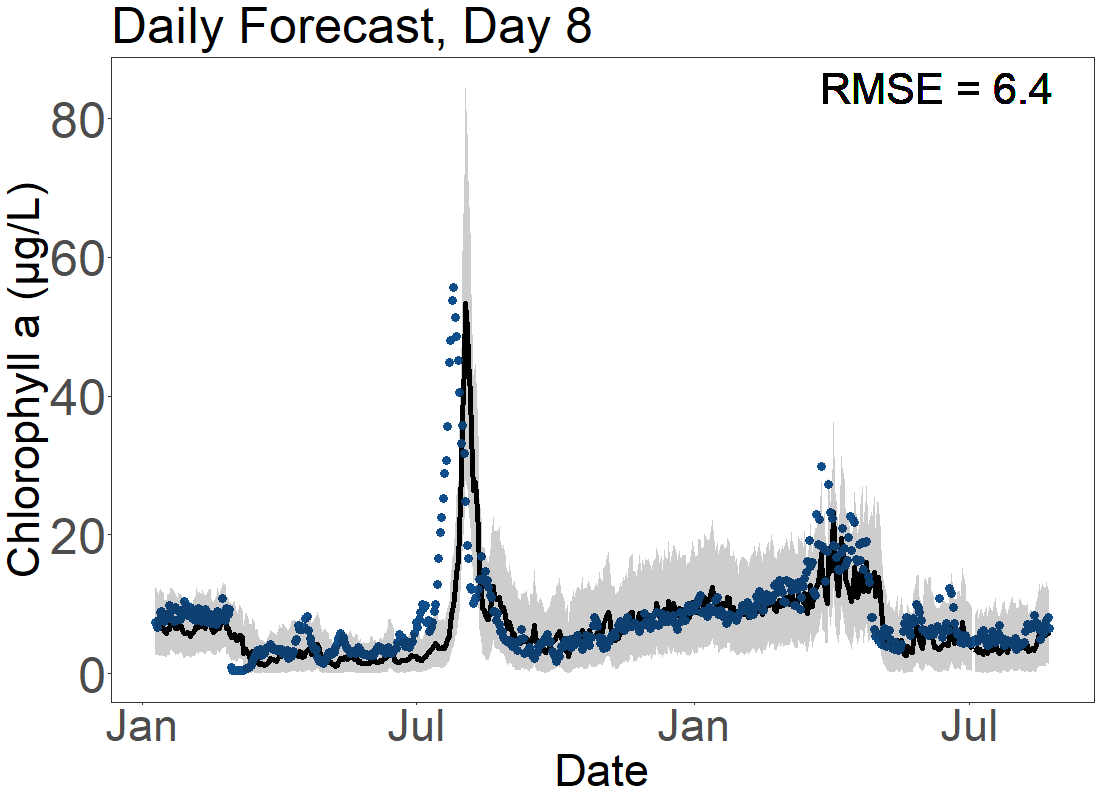 Daily Forecast, Day 8
RMSE = 6.4
Chlorophyll a (µg/L)
80
60
40
20
0
Jan
Jul
Jan
Jul
Date